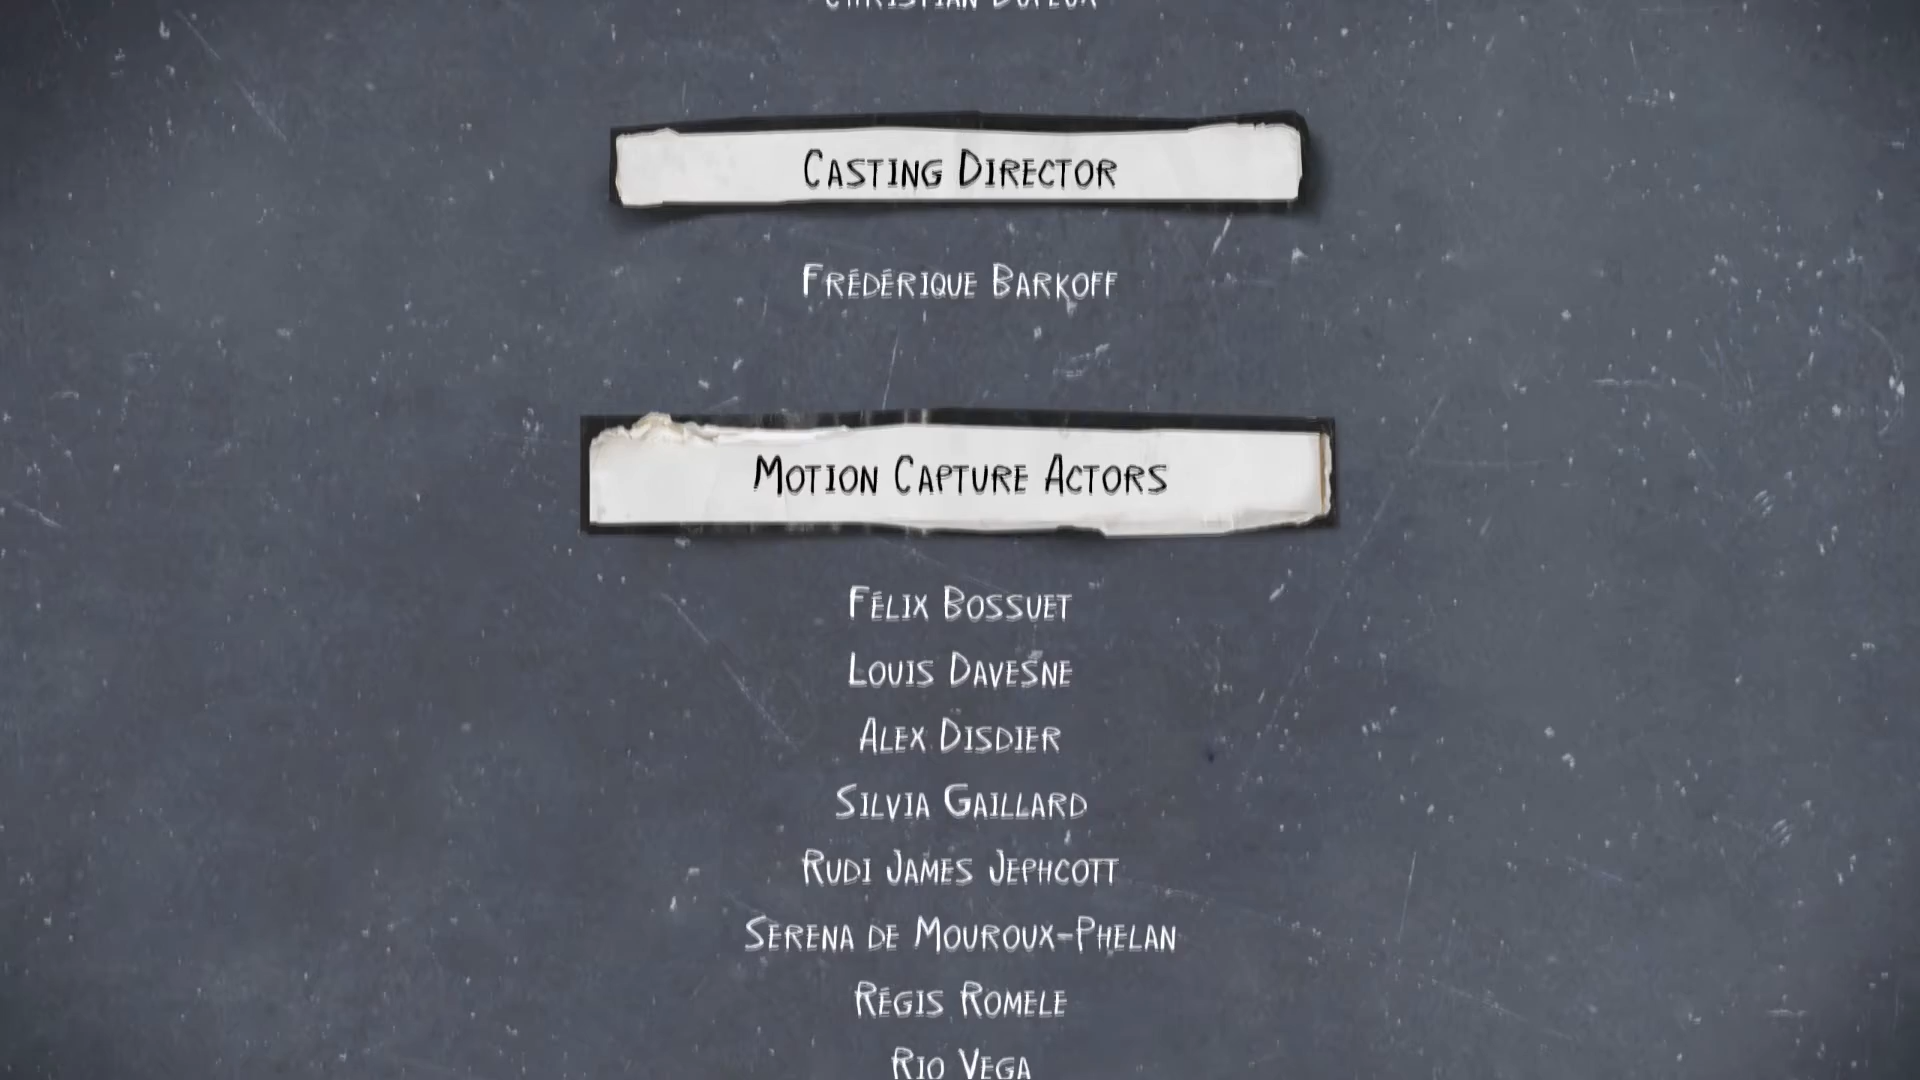 Casting Director
Frédérique Barkoff
Motion Capture Actors
Félix Bossuet
Louis Davesne
Alex Disdier
Silvia Gaillard
Rudi James Jephcott
Serena de Mouroux-Phelan
Régis Romele
Rio Vega